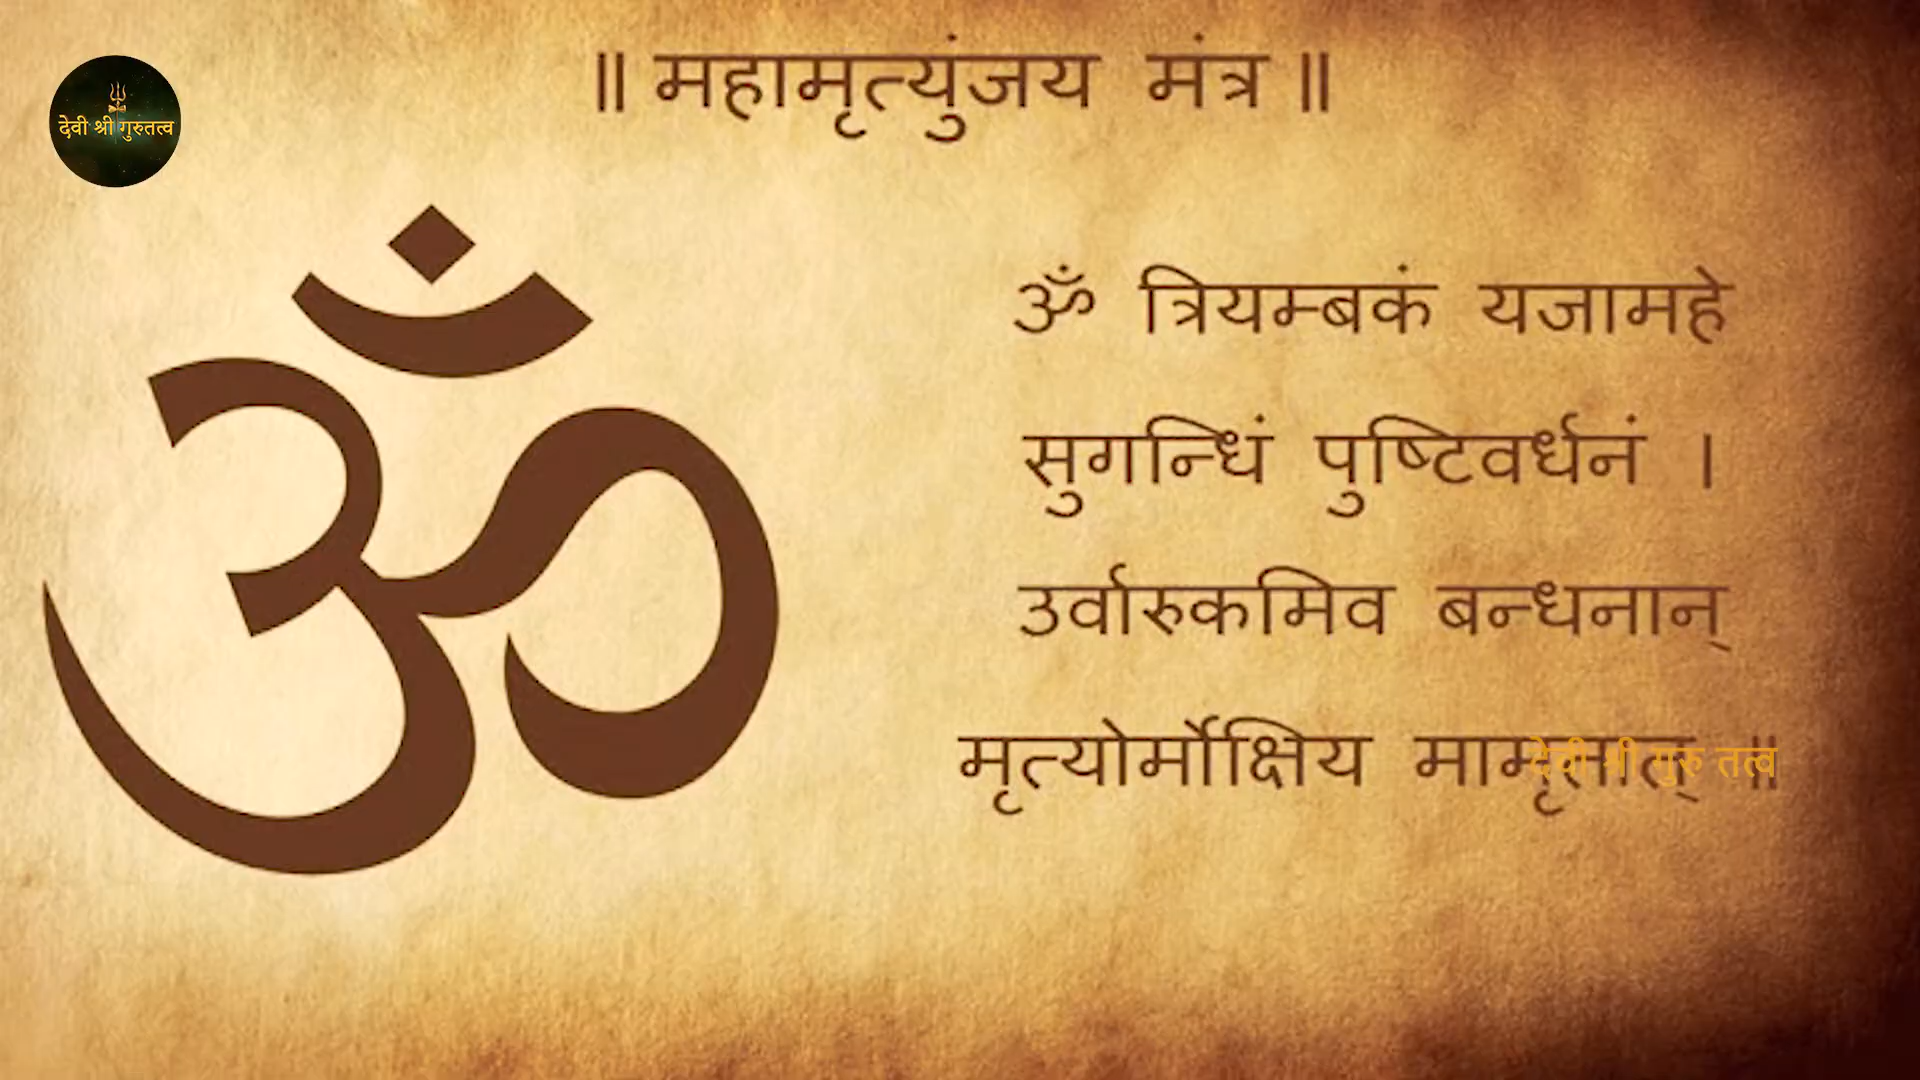 ॥ महामृत्युंजय मंत्र ॥
देवी श्री गुरुतत्व
ॐ
ॐ त्रियम्बकं यजामहे
सुगन्धिं पुष्टिवर्धनं ।
उर्वारुकमिव बन्धनान्
मृत्योर्मौक्षिय मामृतात् ॥
देवी श्री गुरु तत्व